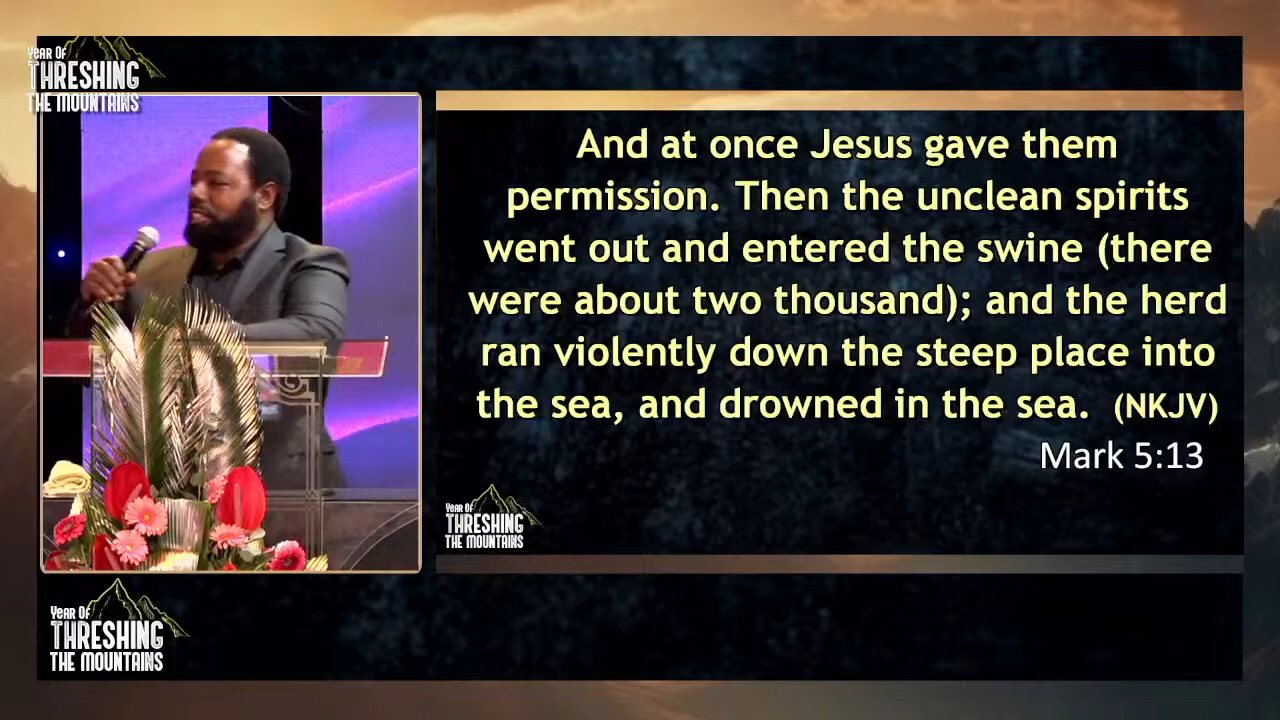 YEAR OF
THRESHING
THE MOUNTAINS
And at once Jesus gave them
permission. Then the unclean spirits
went out and entered the swine (there
were about two thousand); and the herd
ran violently down the steep place into
the sea, and drowned in the sea. (NKJV)
Mark 5:13
YEAR OF
THRESHING
THE MOUNTAINS
YEAR OF
THRESHING
THE MOUNTAINS